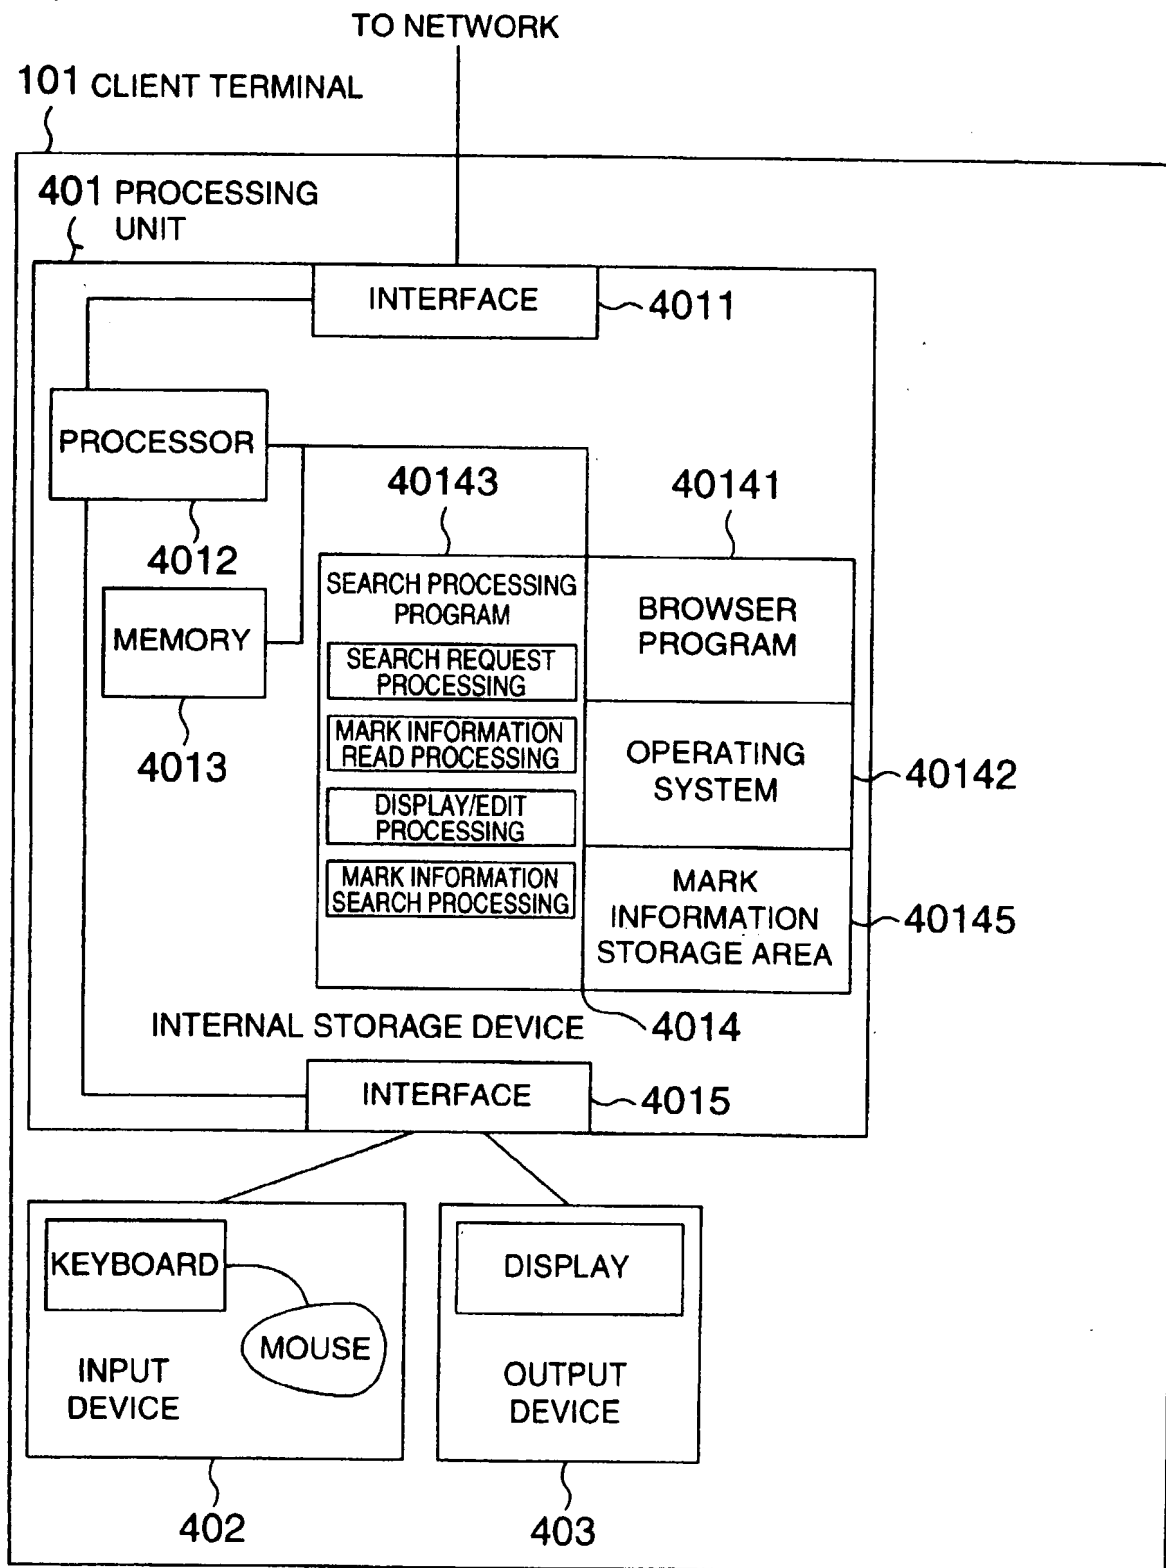 TO NETWORK
101 CLIENT TERMINAL
401 PROCESSING
UNIT
INTERFACE
4011
PROCESSOR
4012
40143
40141
MEMORY
4013
SEARCH PROCESSING
PROGRAM
SEARCH REQUEST
PROCESSING
MARK INFORMATION
READ PROCESSING
DISPLAY/EDIT
PROCESSING
MARK INFORMATION
SEARCH PROCESSING
BROWSER
PROGRAM
OPERATING
SYSTEM
40142
MARK
INFORMATION
STORAGE AREA
40145
INTERNAL STORAGE DEVICE
4014
INTERFACE
4015
KEYBOARD
MOUSE
INPUT
DEVICE
402
DISPLAY
OUTPUT
DEVICE
403